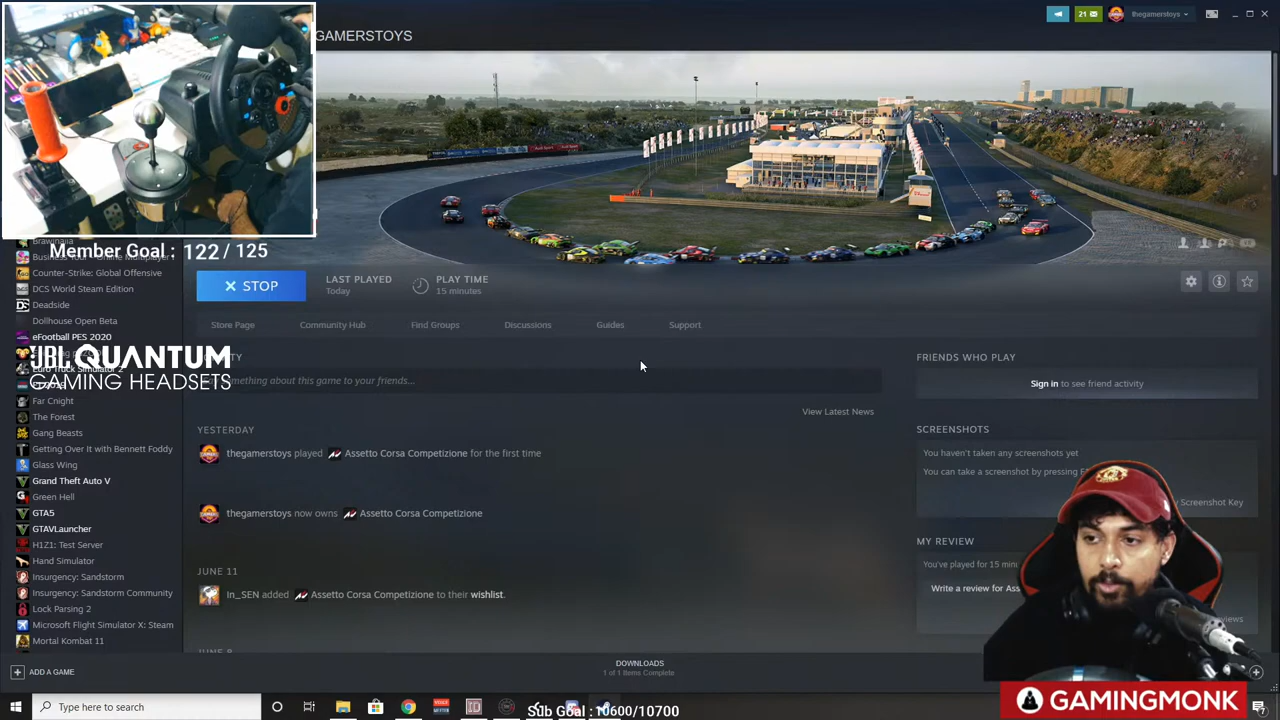 21
thegamerstoys
GAMERSTOYS
Member Goal : 122 / 125
STOP
LAST PLAYED
Today
PLAY TIME
15 minutes
Store Page
Community Hub
Find Groups
Discussions
Guides
Support
Brawlhalla
Counter-Strike: Global Offensive
DCS World Steam Edition
Deadside
Dollhouse Open Beta
eFootball PES 2020
JBL QUANTUM
GAMING HEADSETS
Euro Truck Simulator 2
Far Cnight
The Forest
Gang Beasts
Getting Over It with Bennett Foddy
Glass Wing
Grand Theft Auto V
Green Hell
GTA5
GTAVLauncher
H1Z1: Test Server
Hand Simulator
Insurgency: Sandstorm
Insurgency: Sandstorm Community
Lock Parsing 2
Microsoft Flight Simulator X: Steam
Mortal Kombat 11
something about this game to your friends...
View Latest News
YESTERDAY
thegamerstoys played Assetto Corsa Competizione for the first time
thegamerstoys now owns Assetto Corsa Competizione
JUNE 11
In_SEN added Assetto Corsa Competizione to their wishlist.
JUNE 8
FRIENDS WHO PLAY
Sign in to see friend activity
SCREENSHOTS
You haven't taken any screenshots yet
You can take a screenshot by pressing
Screenshot Key
MY REVIEW
You've played for 15
Write a review for
ADD A GAME
DOWNLOADS
1 of 1 Items Complete
GAMINGMONK
Type here to search
Sub Goal :10600/10700